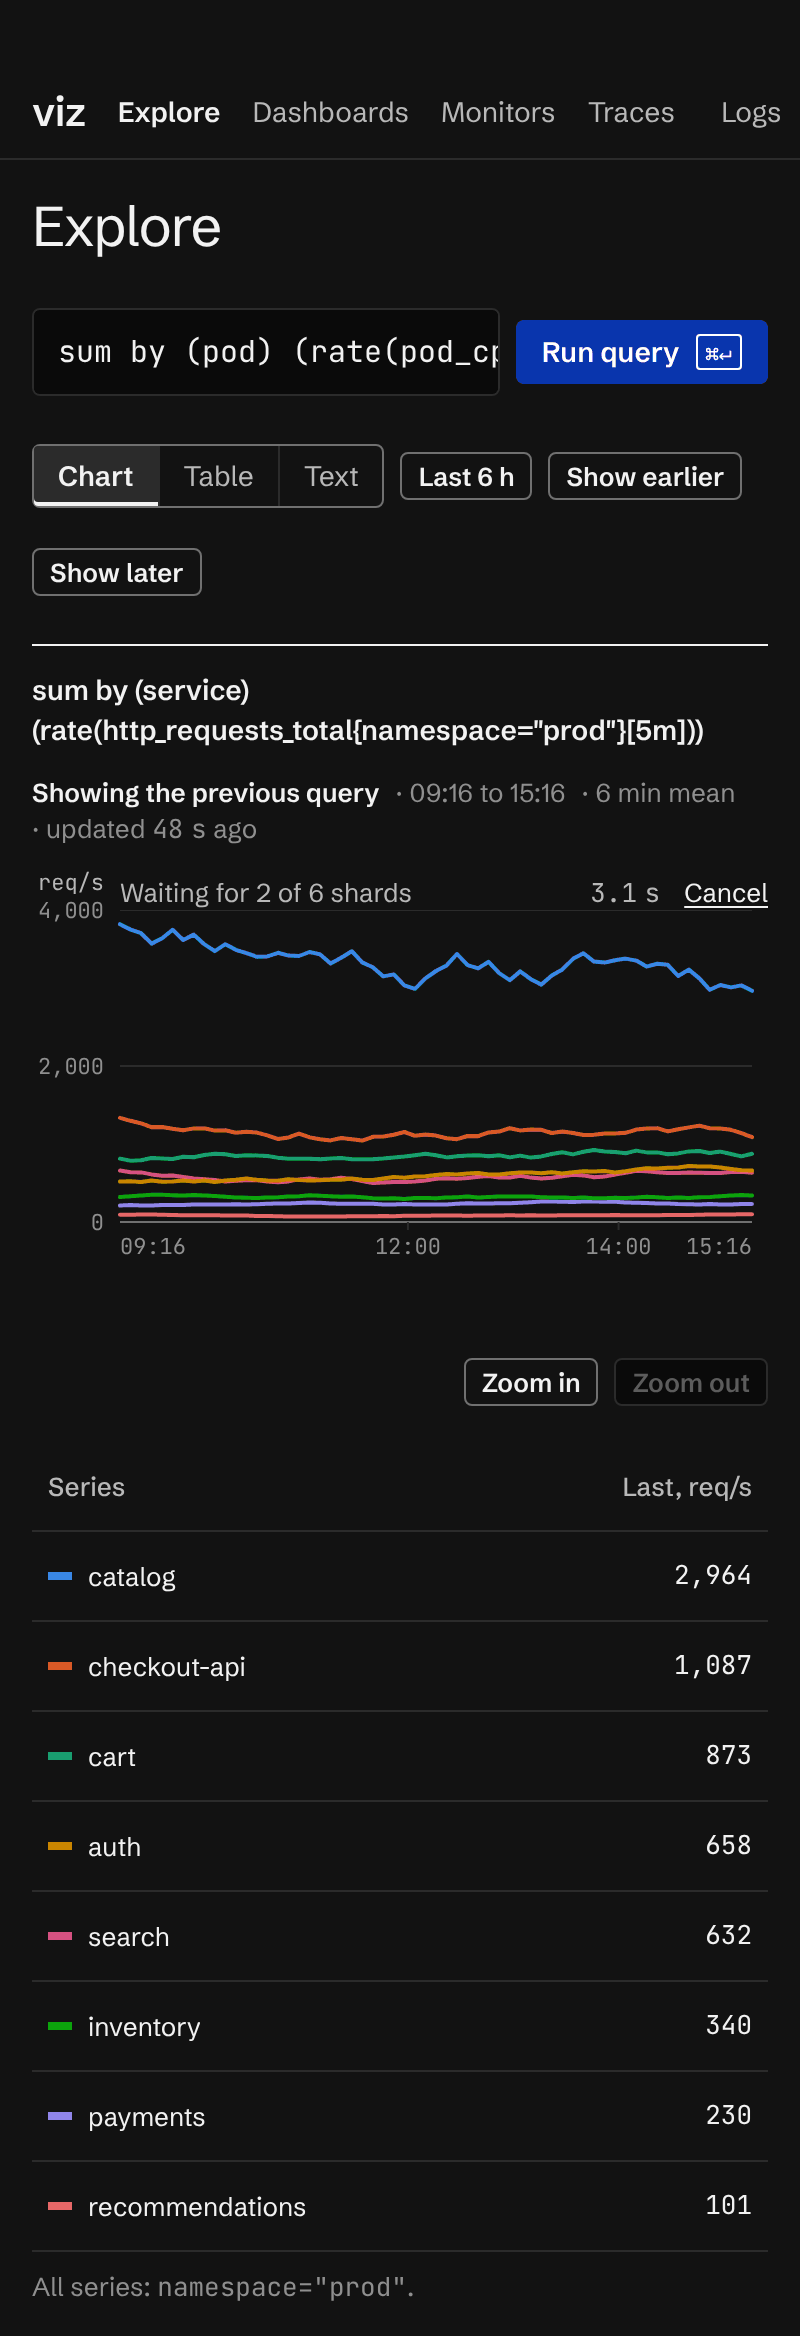 viz Explore Dashboards Monitors Traces Logs
Explore
sum by (pod) (rate(pod_cp
Run query ⌘↵
Chart Table Text Last 6 h Show earlier
Show later
sum by (service)
(rate(http_requests_total{namespace="prod"}[5m]))
Showing the previous query · 09:16 to 15:16 · 6 min mean
· updated 48 s ago
req/s
Waiting for 2 of 6 shards 3.1 s Cancel
4,000
2,000
0
09:16 12:00 14:00 15:16
Zoom in Zoom out
Series Last, req/s
catalog 2,964
checkout-api 1,087
cart 873
auth 658
search 632
inventory 340
payments 230
recommendations 101
All series: namespace="prod".